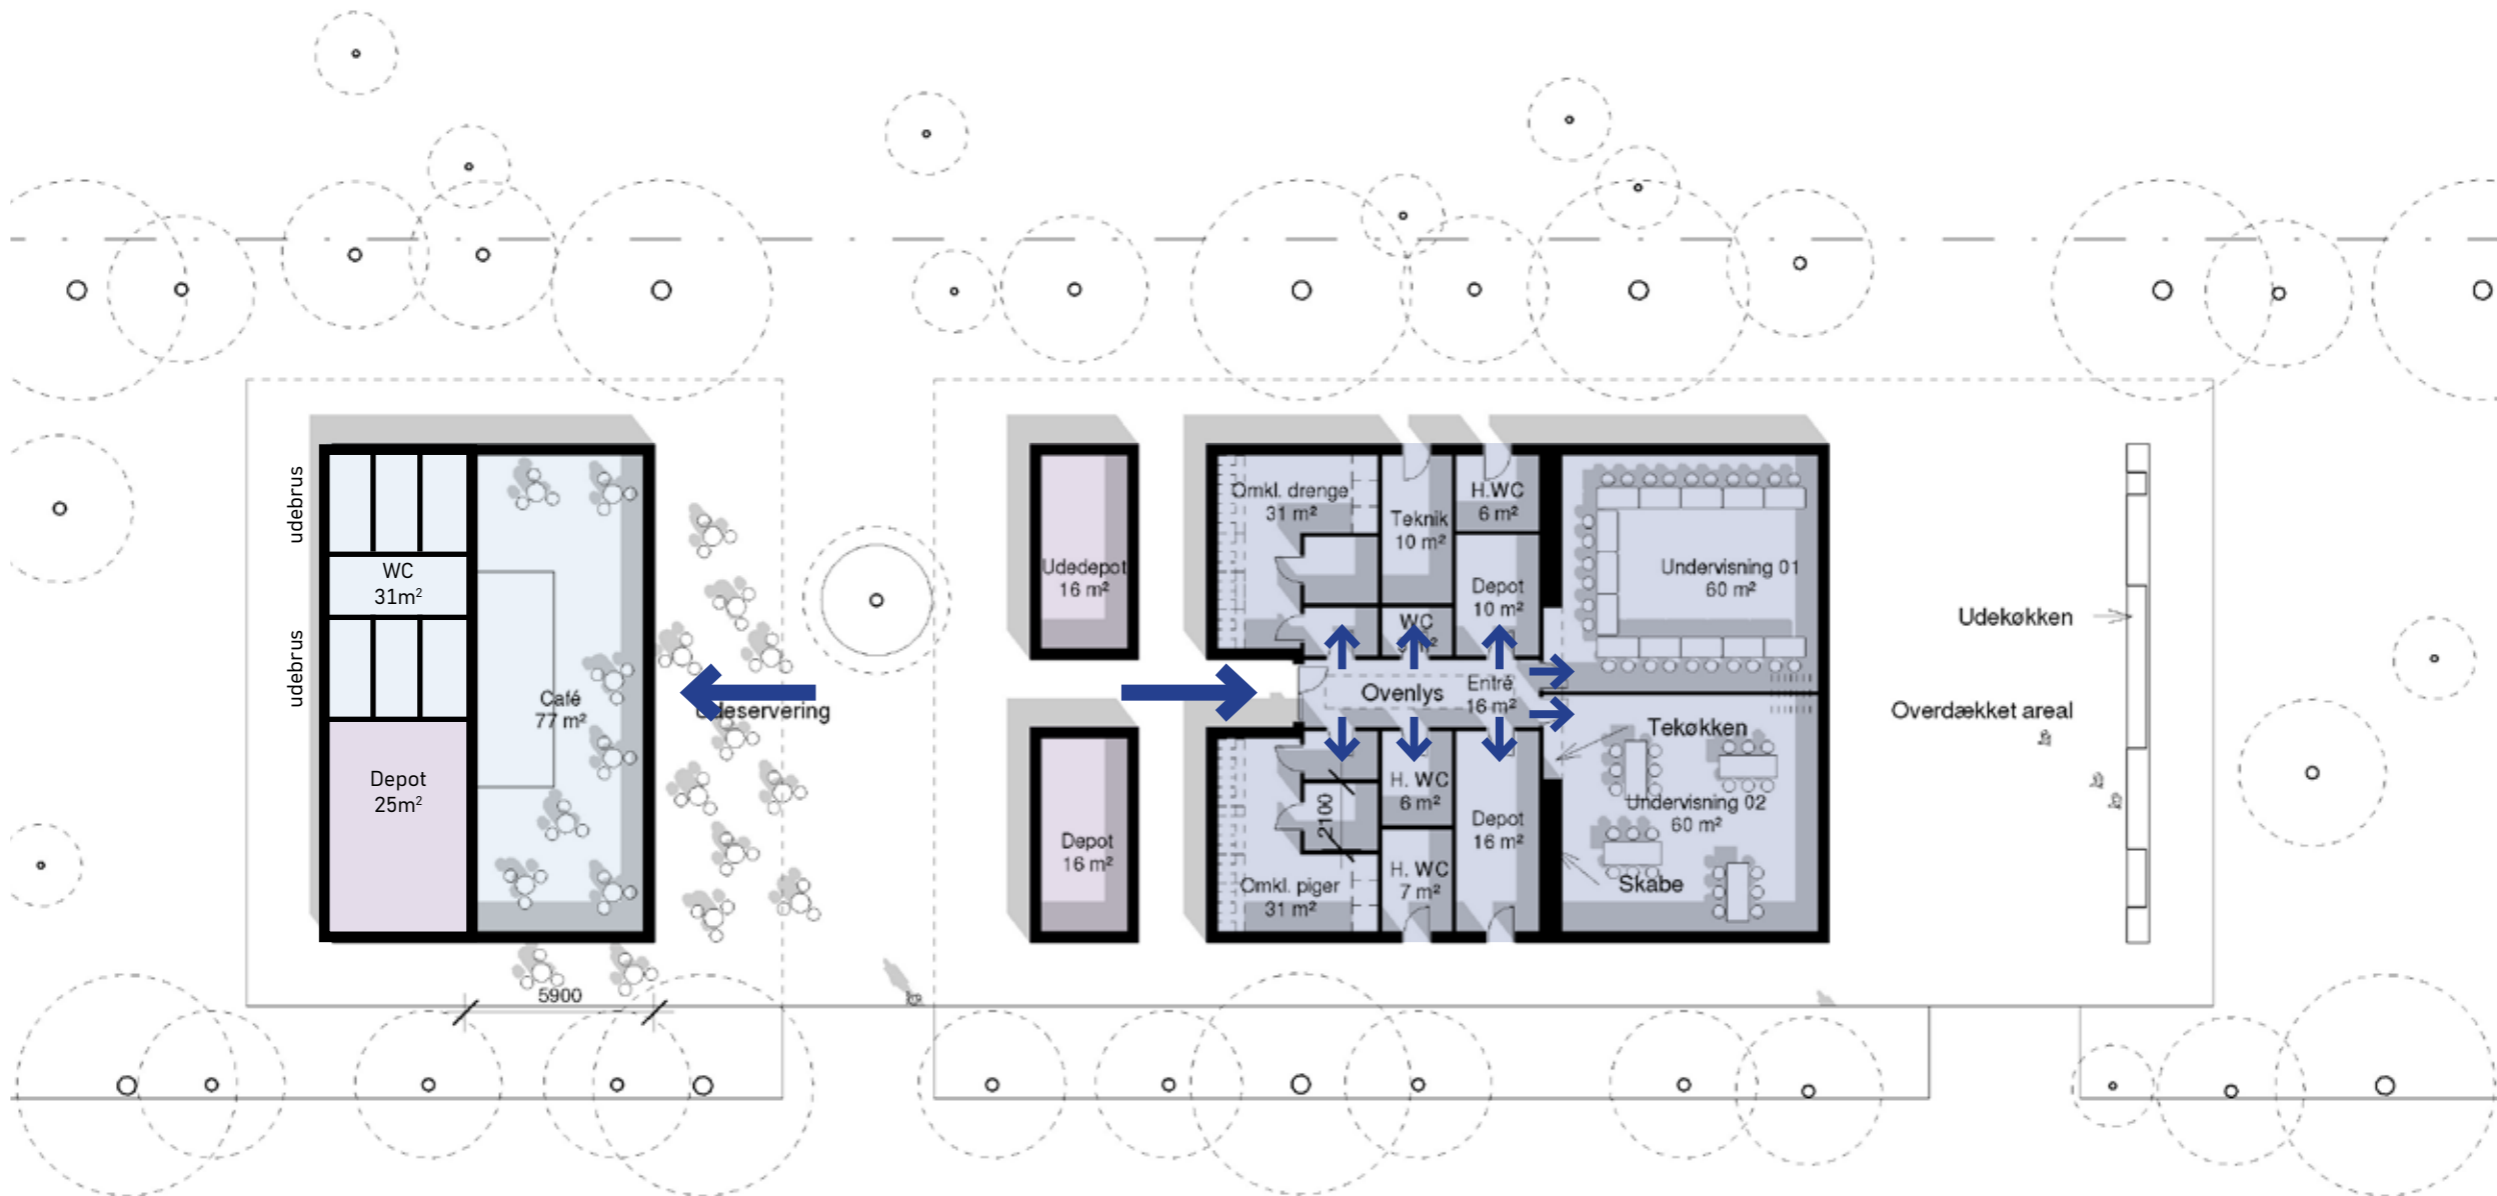 udebrus
WC
31m²
udebrus
Café
77 m²
Depot
25m²
5900
Udeservering
Udedepot
16 m²
Depot
16 m²
Omkl. drenge
31 m²
Teknik
10 m²
H.WC
6 m²
Depot
10 m²
WC
Ovenlys
Entré
16 m²
H. WC
6 m²
2100
H. WC
7 m²
Depot
16 m²
Omkl. piger
31 m²
Undervisning 01
60 m²
Tekøkken
Undervisning 02
60 m²
Skabe
Udekøkken
Overdækket areal